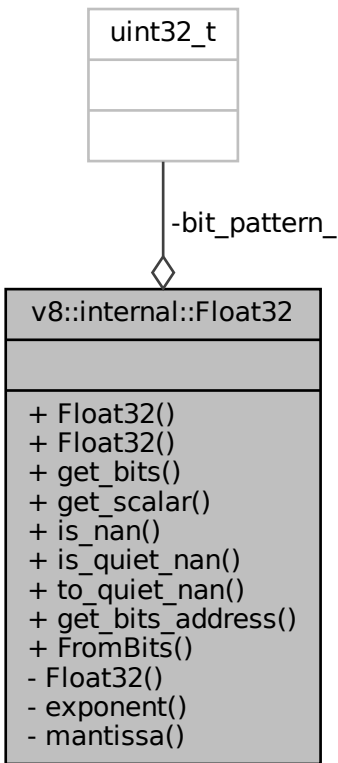 uint32_t
-bit_pattern_
v8::internal::Float32
+ Float32()
+ Float32()
+ get_bits()
+ get_scalar()
+ is_nan()
+ is_quiet_nan()
+ to_quiet_nan()
+ get_bits_address()
+ FromBits()
- Float32()
- exponent()
- mantissa()